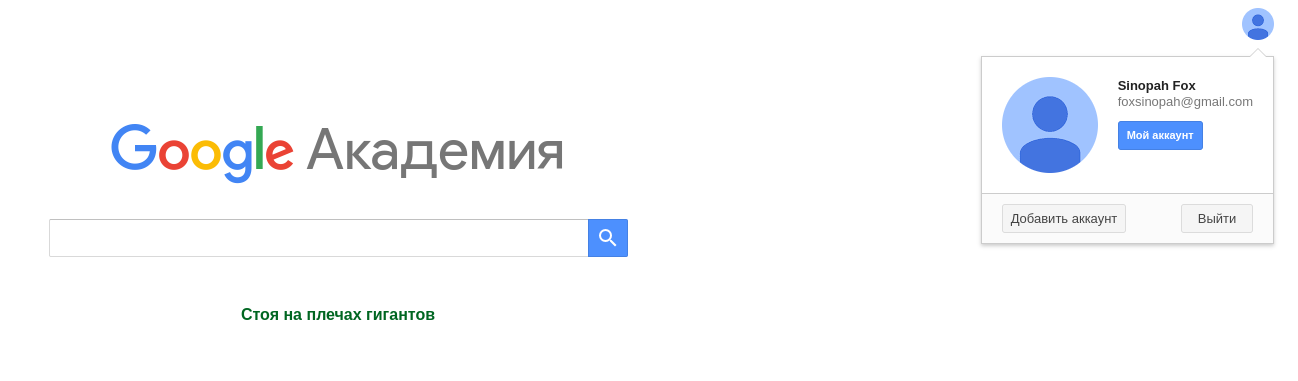 Sinopah Fox
foxsinopah@gmail.com
Мой аккаунт
Google Академия
Добавить аккаунт
Выйти
Стоя на плечах гигантов